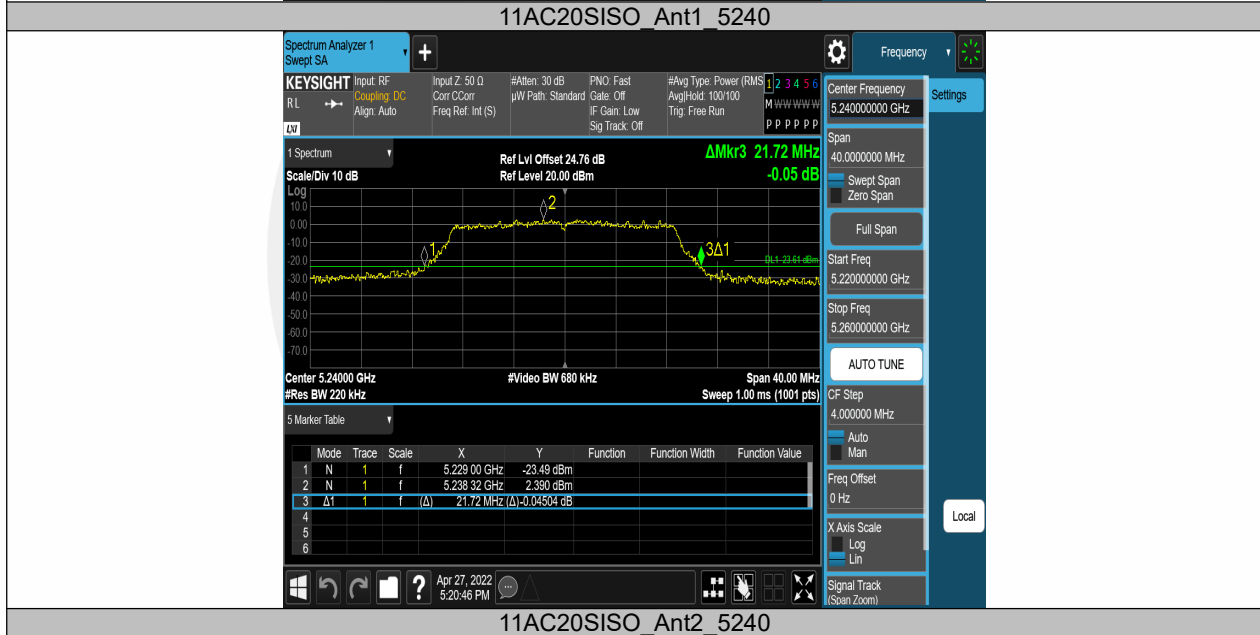 11AC20SISO_Ant1_5240
Spectrum Analyzer 1
Swept SA
+
Frequency
KEYSIGHT
RL
LXI
Input: RF
Coupling: DC
Align: Auto
Input Z: 50 Ω
Corr CCorr
Freq Ref: Int (S)
#Atten: 30 dB
µW Path: Standard
PNO: Fast
Gate: Off
IF Gain: Low
Sig Track: Off
#Avg Type: Power (RMS
Avg|Hold: 100/100
Trig: Free Run
1 2 3 4 5 6
M W W W W W
P P P P P P
Center Frequency
5.240000000 GHz
Settings
Span
40.0000000 MHz
Swept Span
Zero Span
Full Span
Start Freq
5.220000000 GHz
Stop Freq
5.260000000 GHz
AUTO TUNE
CF Step
4.000000 MHz
Auto
Man
Freq Offset
0 Hz
X Axis Scale
Log
Lin
Local
Signal Track
(Span Zoom)
1 Spectrum
Scale/Div 10 dB
Ref Lvl Offset 24.76 dB
Ref Level 20.00 dBm
ΔMkr3 21.72 MHz
-0.05 dB
Log
10.0
0.00
-10.0
-20.0
-30.0
-40.0
-50.0
-60.0
-70.0
1
2
3Δ1
DL1 -23.61 dBm
Center 5.24000 GHz
#Video BW 680 kHz
Span 40.00 MHz
#Res BW 220 kHz
Sweep 1.00 ms (1001 pts)
5 Marker Table
Mode Trace Scale X Y Function Function Width Function Value
1 N 1 f 5.229 00 GHz -23.49 dBm
2 N 1 f 5.238 32 GHz 2.390 dBm
3 Δ1 1 f (Δ) 21.72 MHz (Δ) -0.04504 dB
4
5
6
?
Apr 27, 2022
5:20:46 PM
11AC20SISO_Ant2_5240